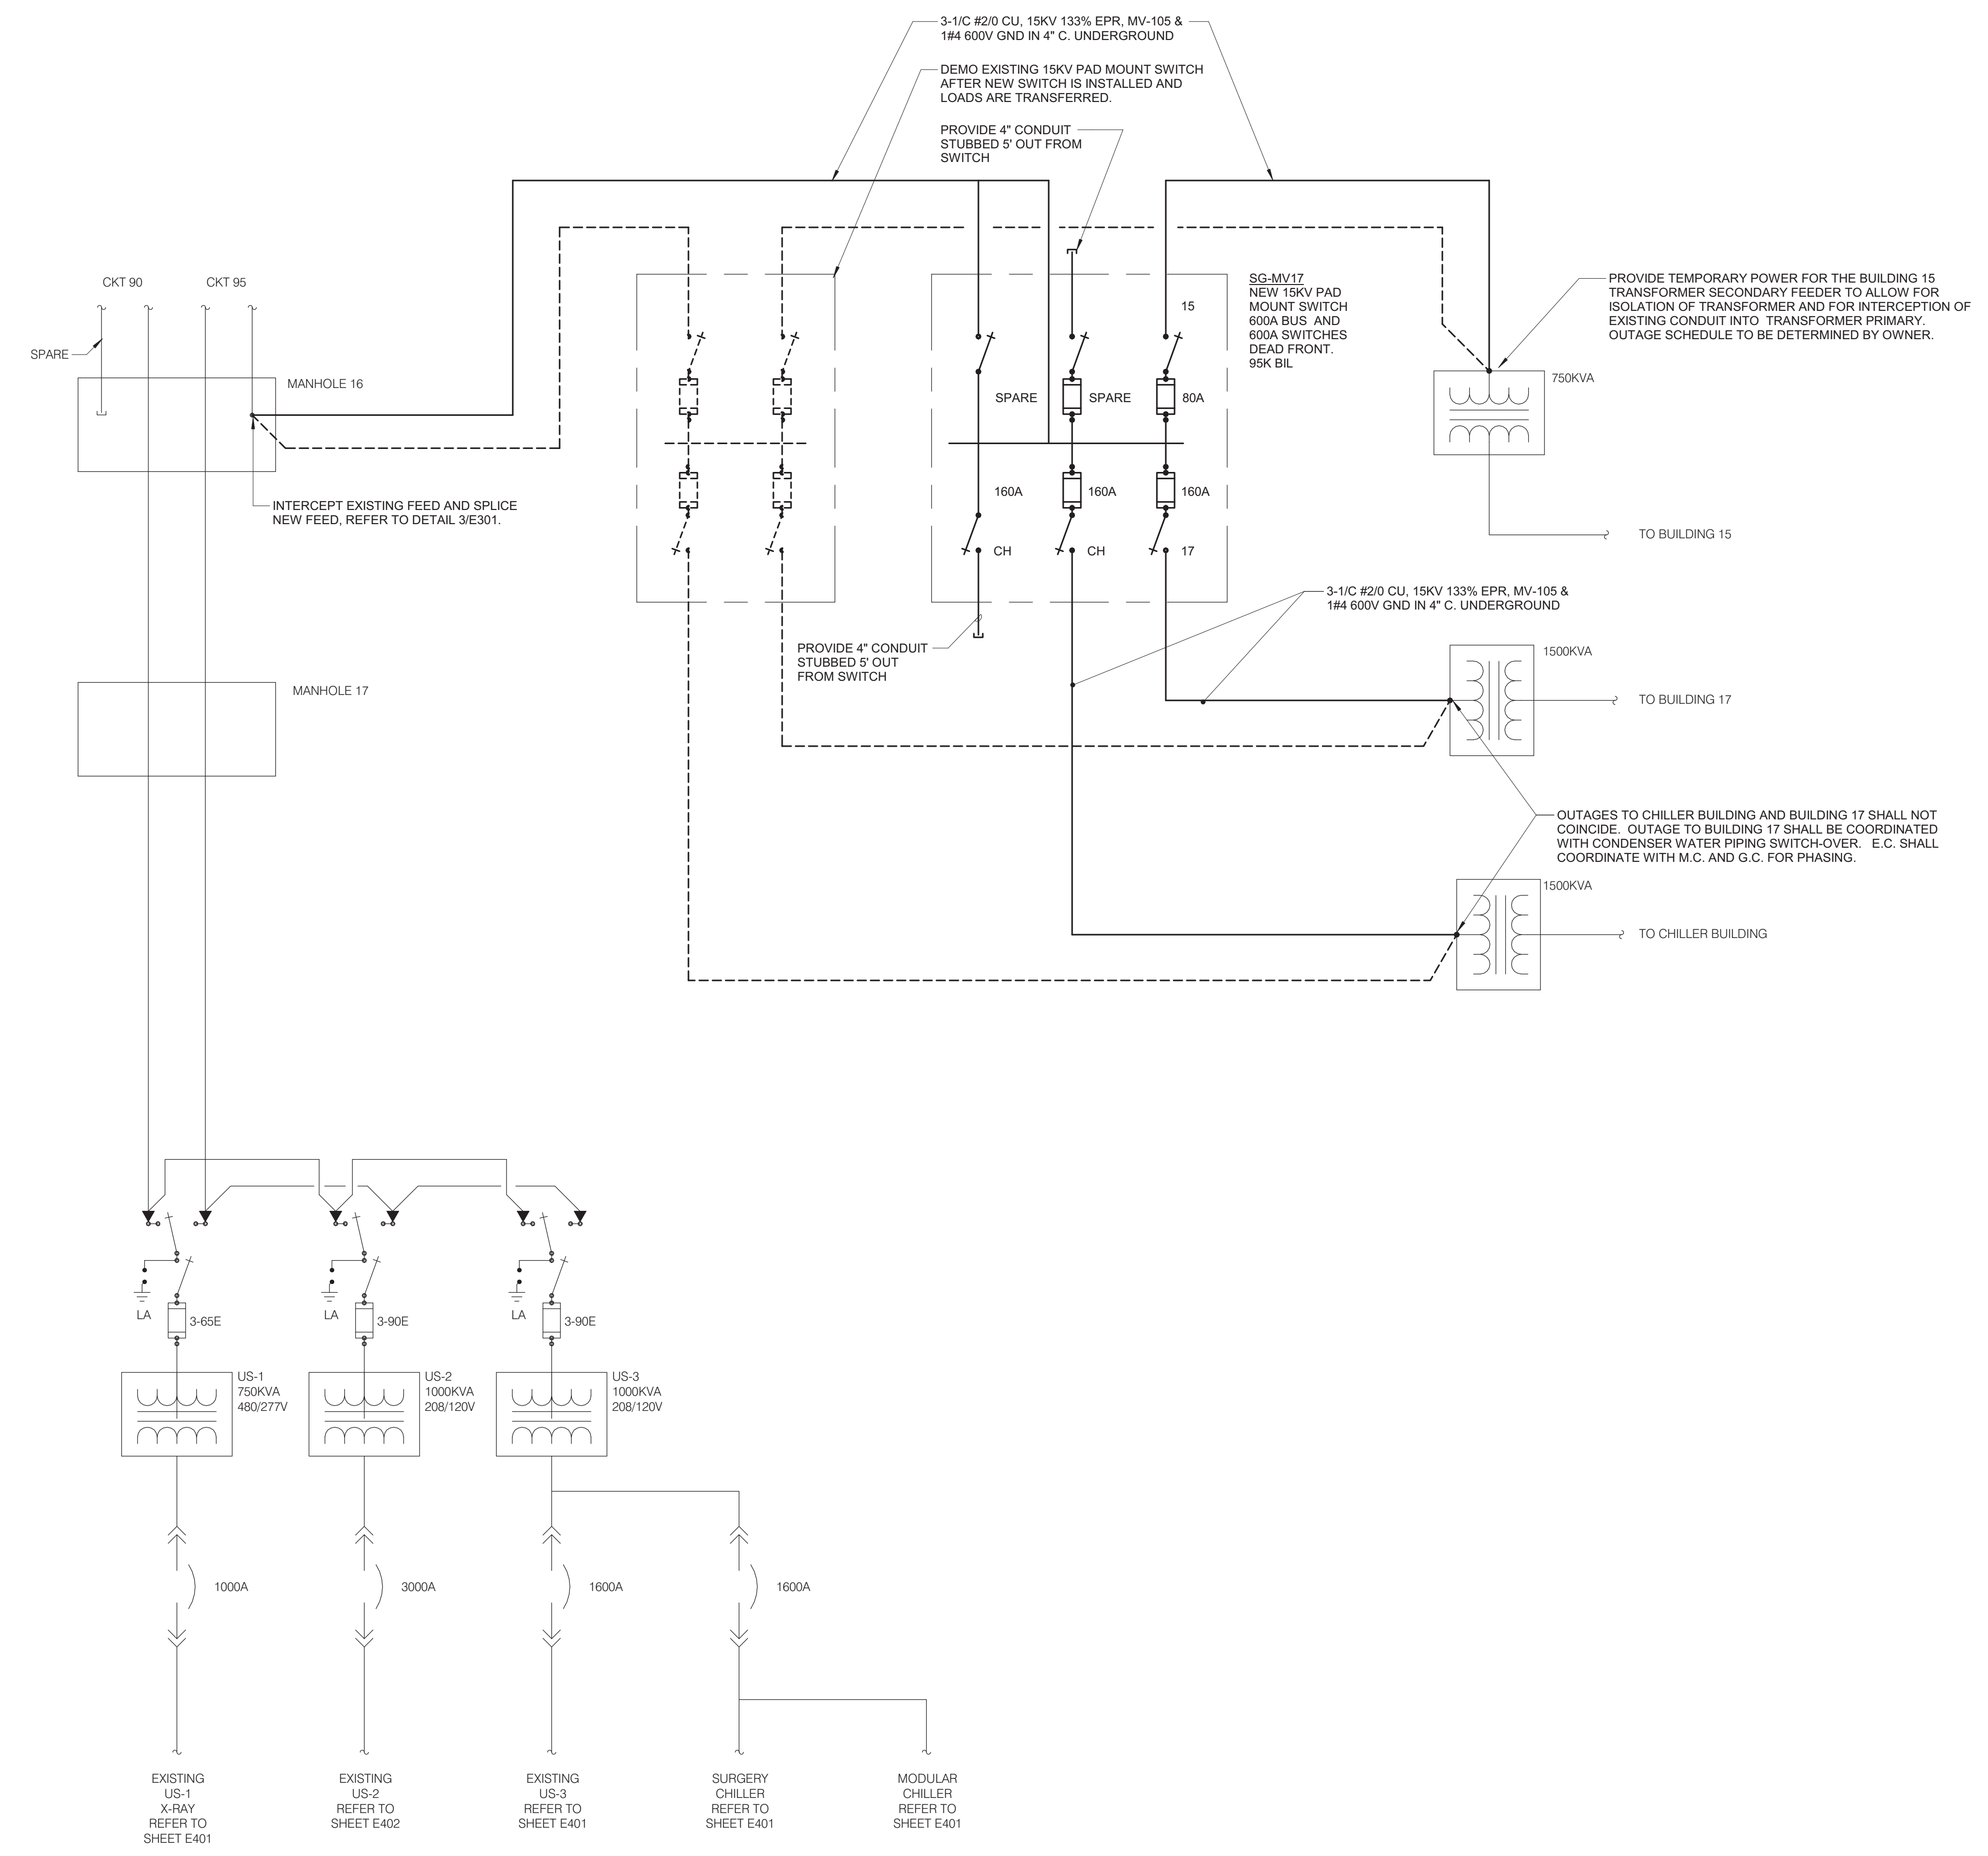 3-1/C #2/0 CU, 15KV 133% EPR, MV-105 &
1#4 600V GND IN 4" C. UNDERGROUND
DEMO EXISTING 15KV PAD MOUNT SWITCH
AFTER NEW SWITCH IS INSTALLED AND
LOADS ARE TRANSFERRED.
PROVIDE 4" CONDUIT
STUBBED 5' OUT FROM
SWITCH
CKT 90
CKT 95
SPARE
MANHOLE 16
INTERCEPT EXISTING FEED AND SPLICE
NEW FEED, REFER TO DETAIL 3/E301.
15
SPARE
SPARE
80A
160A
160A
160A
CH
CH
17
SG-MV17
NEW 15KV PAD
MOUNT SWITCH
600A BUS  AND
600A SWITCHES
DEAD FRONT.
95K BIL
PROVIDE TEMPORARY POWER FOR THE BUILDING 15
TRANSFORMER SECONDARY FEEDER TO ALLOW FOR
ISOLATION OF TRANSFORMER AND FOR INTERCEPTION OF
EXISTING CONDUIT INTO  TRANSFORMER PRIMARY.
OUTAGE SCHEDULE TO BE DETERMINED BY OWNER.
750KVA
TO BUILDING 15
3-1/C #2/0 CU, 15KV 133% EPR, MV-105 &
1#4 600V GND IN 4" C. UNDERGROUND
PROVIDE 4" CONDUIT
STUBBED 5' OUT
FROM SWITCH
MANHOLE 17
1500KVA
TO BUILDING 17
OUTAGES TO CHILLER BUILDING AND BUILDING 17 SHALL NOT
COINCIDE.  OUTAGE TO BUILDING 17 SHALL BE COORDINATED
WITH CONDENSER WATER PIPING SWITCH-OVER.   E.C. SHALL
COORDINATE WITH M.C. AND G.C. FOR PHASING.
1500KVA
TO CHILLER BUILDING
LA
3-65E
LA
3-90E
LA
3-90E
US-1
750KVA
480/277V
US-2
1000KVA
208/120V
US-3
1000KVA
208/120V
1000A
3000A
1600A
1600A
EXISTING
US-1
X-RAY
REFER TO
SHEET E401
EXISTING
US-2
REFER TO
SHEET E402
EXISTING
US-3
REFER TO
SHEET E401
SURGERY
CHILLER
REFER TO
SHEET E401
MODULAR
CHILLER
REFER TO
SHEET E401